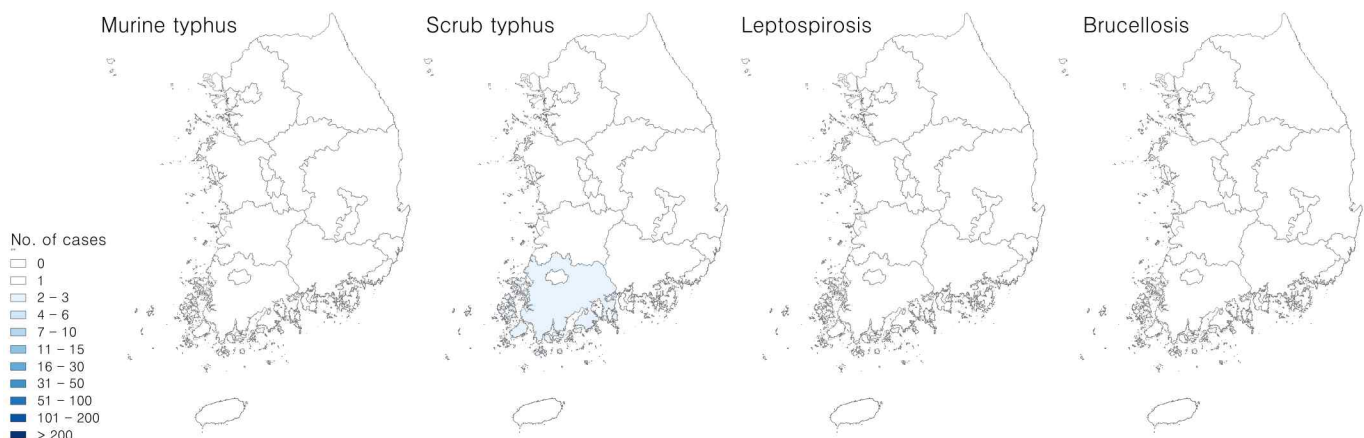 Murine typhus
Scrub typhus
Leptospirosis
Brucellosis
No. of cases
0
1
2 – 3
4 – 6
7 – 10
11 – 15
16 – 30
31 – 50
51 – 100
101 – 200
> 200